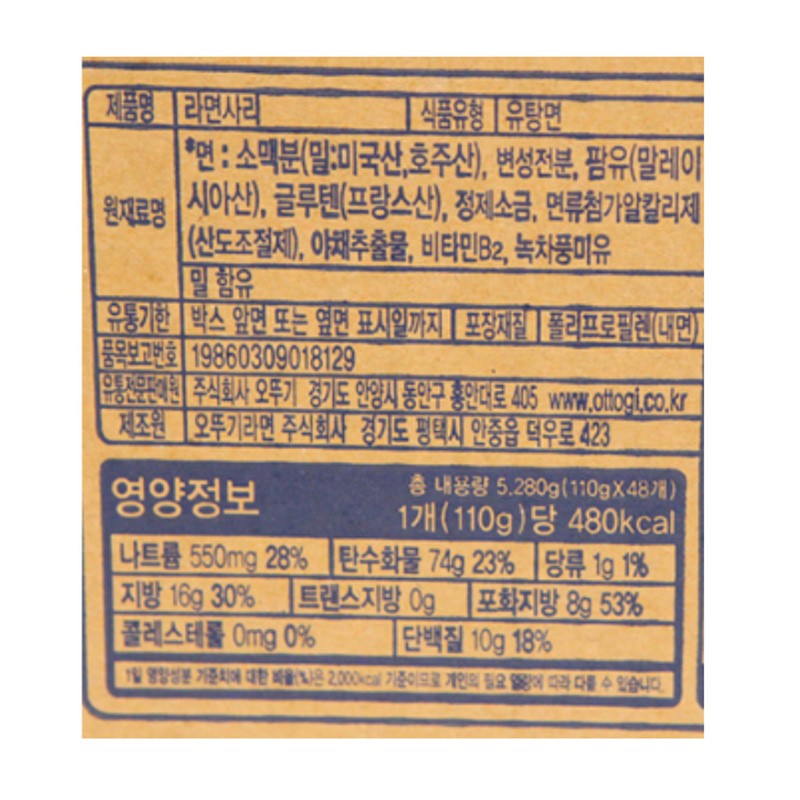 제품명 라면사리 식품유형 유탕면
원재료명 *면 : 소맥분(밀:미국산,호주산), 변성전분, 팜유(말레이
시아산), 글루텐(프랑스산), 정제소금, 면류첨가알칼리제
(산도조절제), 야채추출물, 비타민B2, 녹차풍미유
밀 함유
유통기한 박스 앞면 또는 옆면 표시일까지 포장재질 폴리프로필렌(내면)
품목보고번호 19860309018129
유통전문판매원 주식회사 오뚜기 경기도 안양시 동안구 흥안대로 405 www.ottogi.co.kr
제조원 오뚜기라면 주식회사 경기도 평택시 안중읍 덕우로 423
영양정보 총 내용량 5.280g(110gX48개)
1개(110g)당 480kcal
나트륨 550mg 28% 탄수화물 74g 23% 당류 1g 1%
지방 16g 30% 트랜스지방 0g 포화지방 8g 53%
콜레스테롤 0mg 0% 단백질 10g 18%
1일 영양성분 기준치에 대한 비율(%)은 2,000kcal 기준이므로 개인의 필요 열량에 따라 다를 수 있습니다.